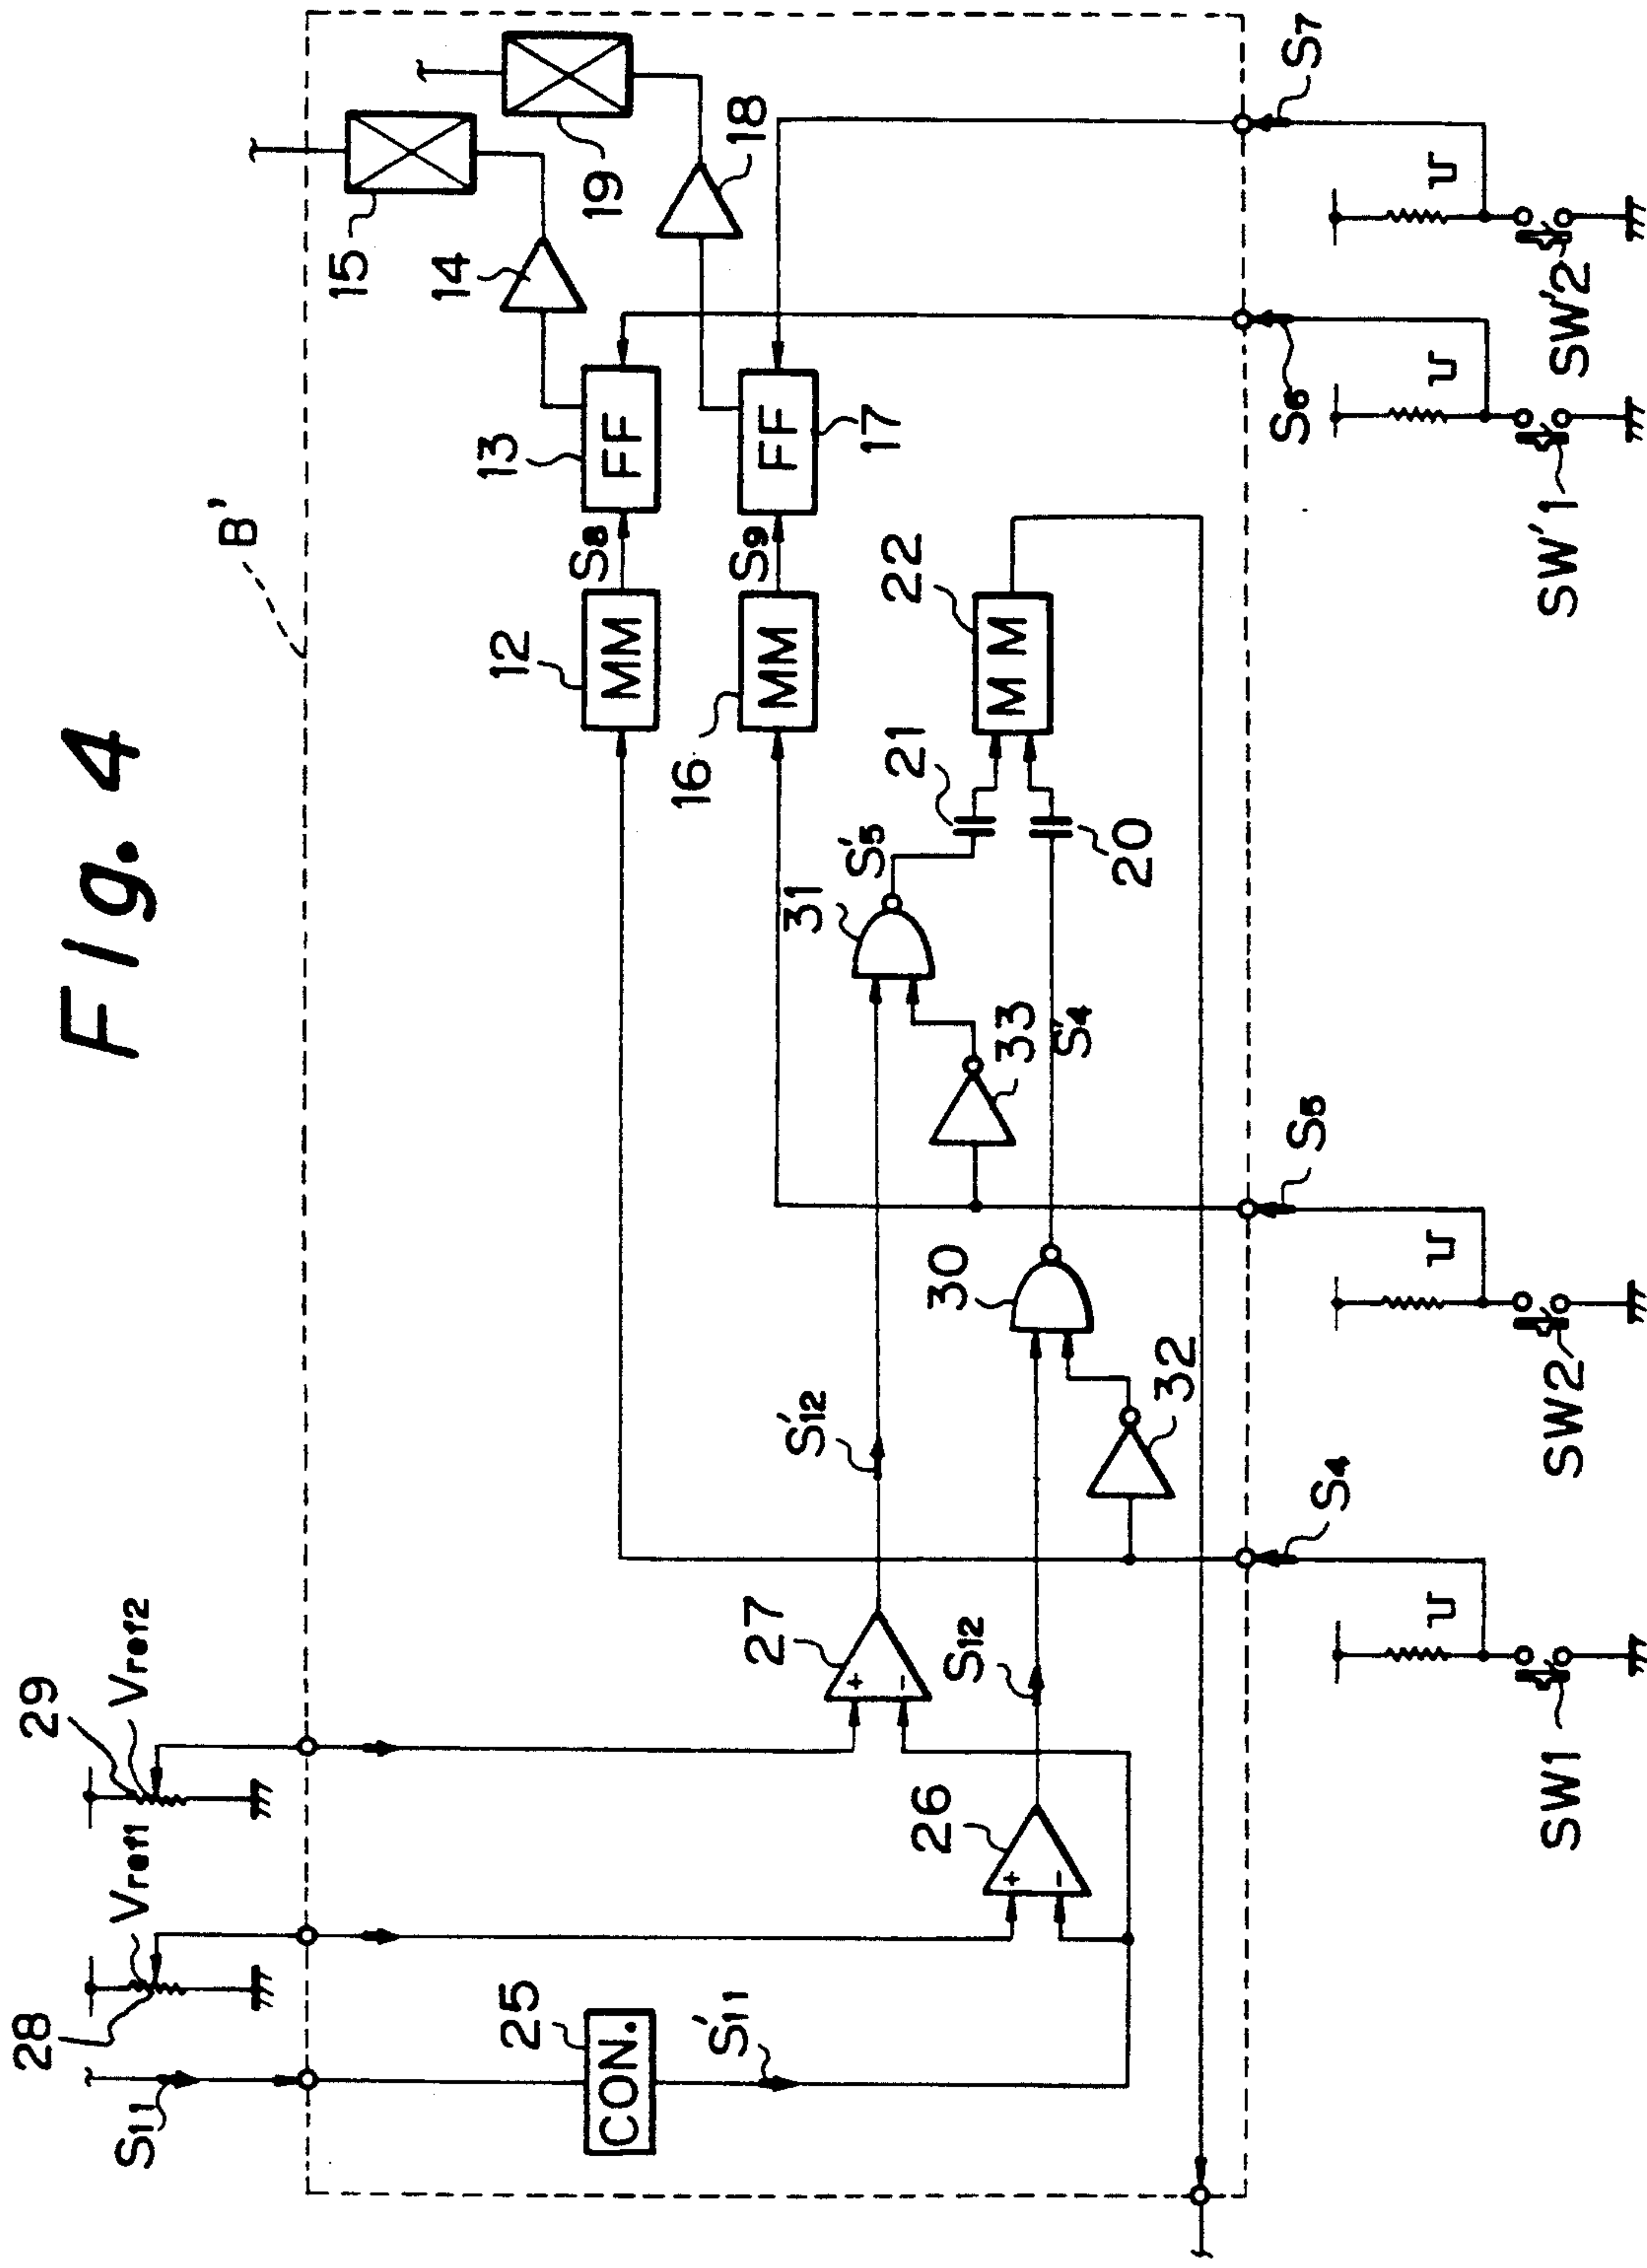 Fig. 4
B'
S11
28
Vref1
29
Vref2
25
CON.
S'11
26
+
-
27
+
-
S12
S'12
32
30
S'4
33
31
S'5
21
20
22
MM
12
MM
S8
13
FF
14
15
16
MM
S9
17
FF
18
19
S4
SW1
S5
SW2
S6
SW'1
S7
SW'2